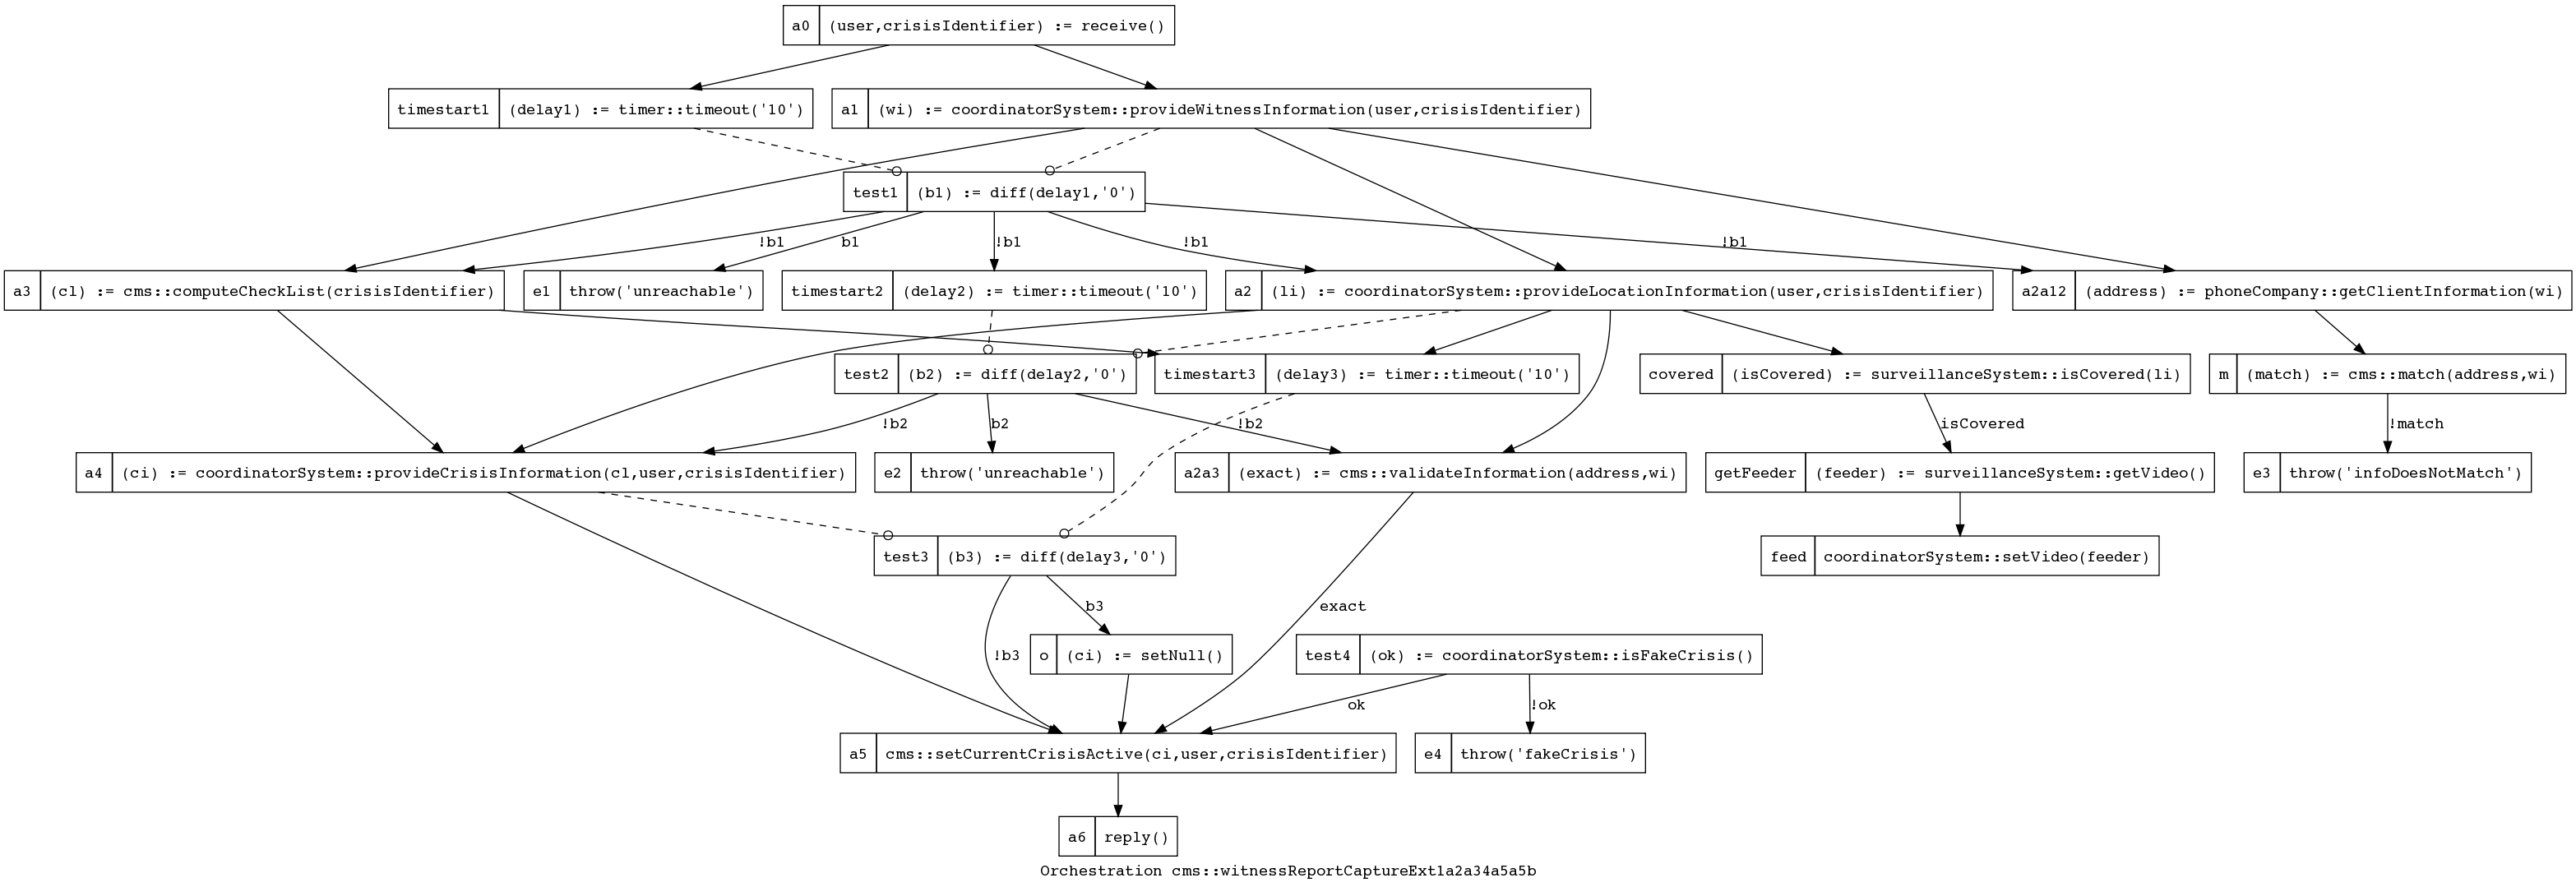 a0 (user,crisisIdentifier) := receive()
timestart1 (delay1) := timer::timeout('10')
a1 (wi) := coordinatorSystem::provideWitnessInformation(user,crisisIdentifier)
test1 (b1) := diff(delay1,'0')
!b1
b1
!b1
!b1
!b1
a3 (cl) := cms::computeCheckList(crisisIdentifier)
e1 throw('unreachable')
timestart2 (delay2) := timer::timeout('10')
a2 (li) := coordinatorSystem::provideLocationInformation(user,crisisIdentifier)
a2a12 (address) := phoneCompany::getClientInformation(wi)
test2 (b2) := diff(delay2,'0')
timestart3 (delay3) := timer::timeout('10')
covered (isCovered) := surveillanceSystem::isCovered(li)
m (match) := cms::match(address,wi)
!b2
b2
!b2
isCovered
!match
a4 (ci) := coordinatorSystem::provideCrisisInformation(cl,user,crisisIdentifier)
e2 throw('unreachable')
a2a3 (exact) := cms::validateInformation(address,wi)
getFeeder (feeder) := surveillanceSystem::getVideo()
e3 throw('infoDoesNotMatch')
test3 (b3) := diff(delay3,'0')
feed coordinatorSystem::setVideo(feeder)
b3
exact
!b3
o (ci) := setNull()
test4 (ok) := coordinatorSystem::isFakeCrisis()
ok
!ok
a5 cms::setCurrentCrisisActive(ci,user,crisisIdentifier)
e4 throw('fakeCrisis')
a6 reply()
Orchestration cms::witnessReportCaptureExt1a2a34a5a5b